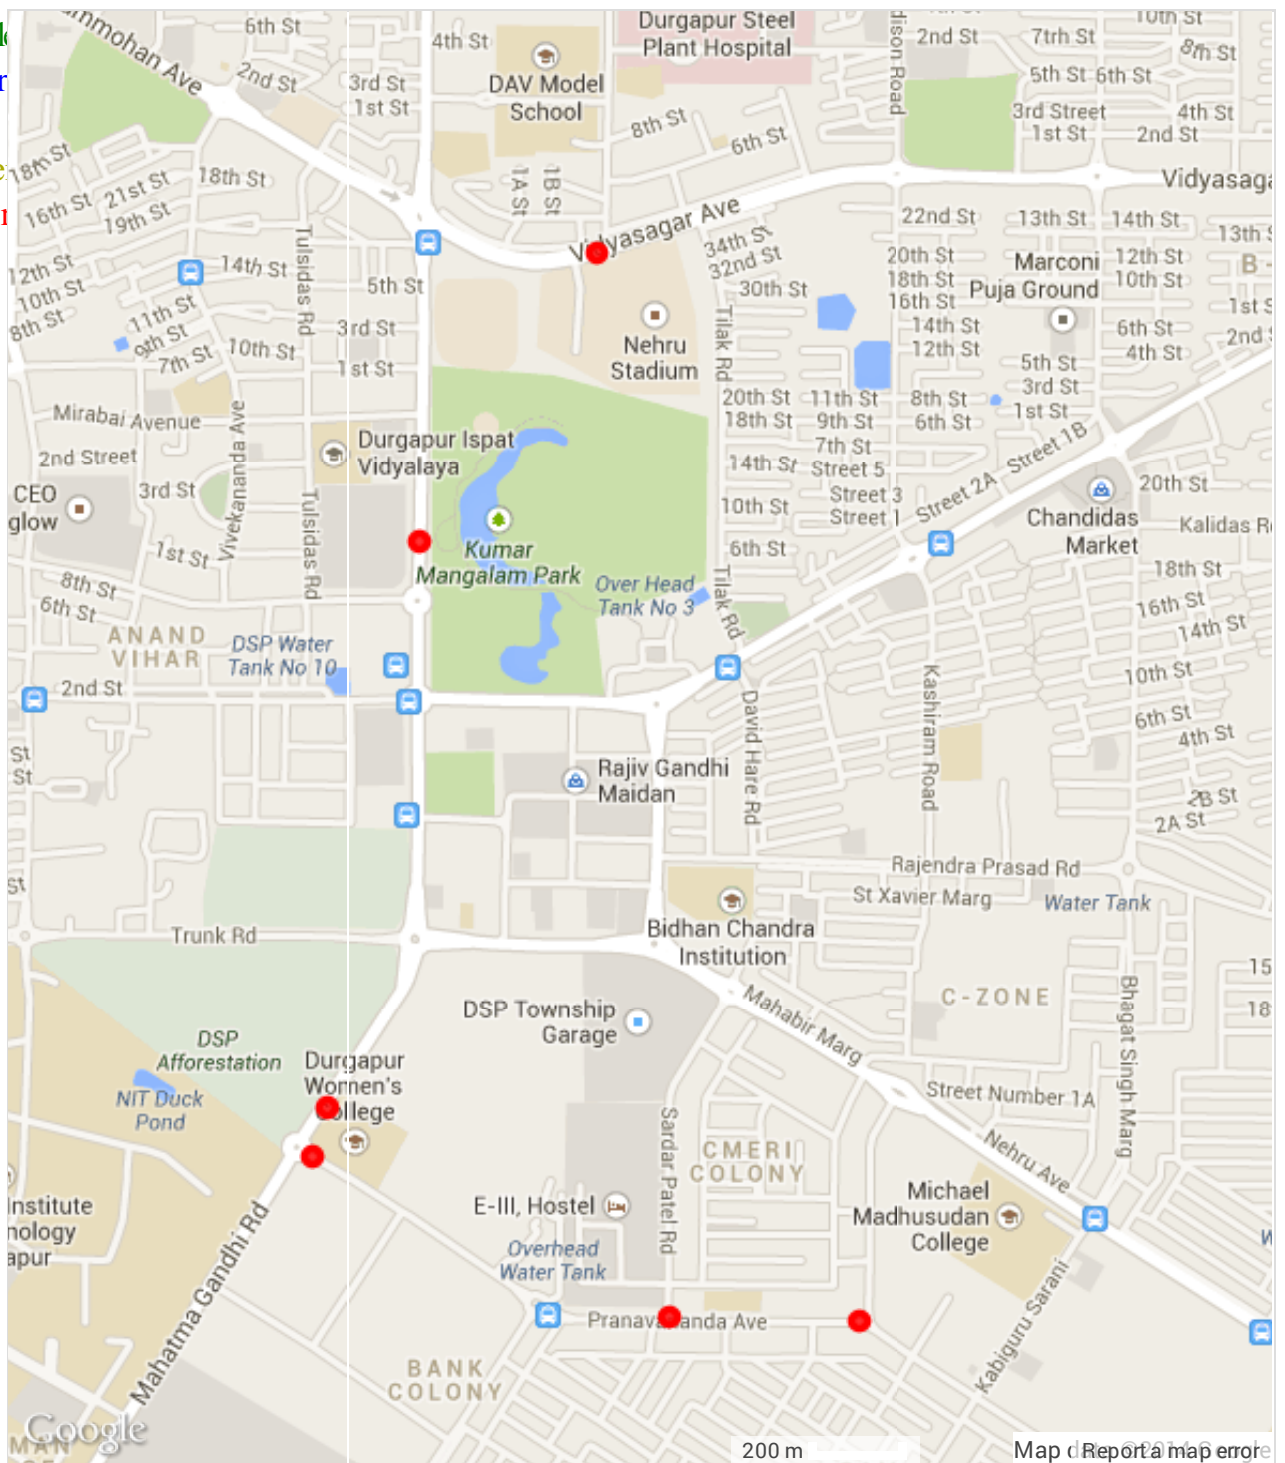 6th St
4th St
Durgapur Steel
Plant Hospital
2nd St
7trh St
10th St
8th St
2nd St
3rd St
1st St
DAV Model
School
5th St
6th St
3rd Street
1st St
4th St
2nd St
8th St
6th St
18th St
21st St
18th St
16th St
19th St
1A St
1B St
Vidyasagar Ave
22nd St
13th St
14th St
13th St
12th St
10th St
8th St
14th St
11th St
9th St
7th St
10th St
Tulsidas Rd
5th St
3rd St
1st St
34th St
32nd St
30th St
20th St
18th St
16th St
14th St
12th St
Marconi
Puja Ground
12th St
10th St
6th St
4th St
Nehru
Stadium
Tilak Rd
5th St
3rd St
1st St
20th St
11th St
8th St
18th St
9th St
6th St
7th St
14th St
Street 5
Street 3
Street 1
10th St
6th St
Street 2A
Street 1B
Mirabai Avenue
2nd Street
Vivekananda Ave
Durgapur Ispat
Vidyalaya
CEO
glow
3rd St
1st St
Tulsidas Rd
Kumar
Mangalam Park
Over Head
Tank No 3
Tilak Rd
Chandidas
Market
20th St
18th St
16th St
14th St
10th St
6th St
4th St
2B St
2A St
8th St
6th St
ANAND
VIHAR
DSP Water
Tank No 10
2nd St
St
St
David Hare Rd
Kashiram Road
Rajiv Gandhi
Maidan
Rajendra Prasad Rd
St Xavier Marg
Water Tank
St
Trunk Rd
Bidhan Chandra
Institution
C-ZONE
Mahabir Marg
Bhagat Singh Marg
DSP Township
Garage
DSP
Afforestation
NIT Duck
Pond
Durgapur
Women's
Street Number 1A
Nehru Ave
Sardar Patel Rd
CMERI
COLONY
E-III, Hostel
Overhead
Water Tank
Michael
Madhusudan
College
Kabiguru Sarani
Mahatma Gandhi Rd
BANK
COLONY
Google
200 m
Report a map error